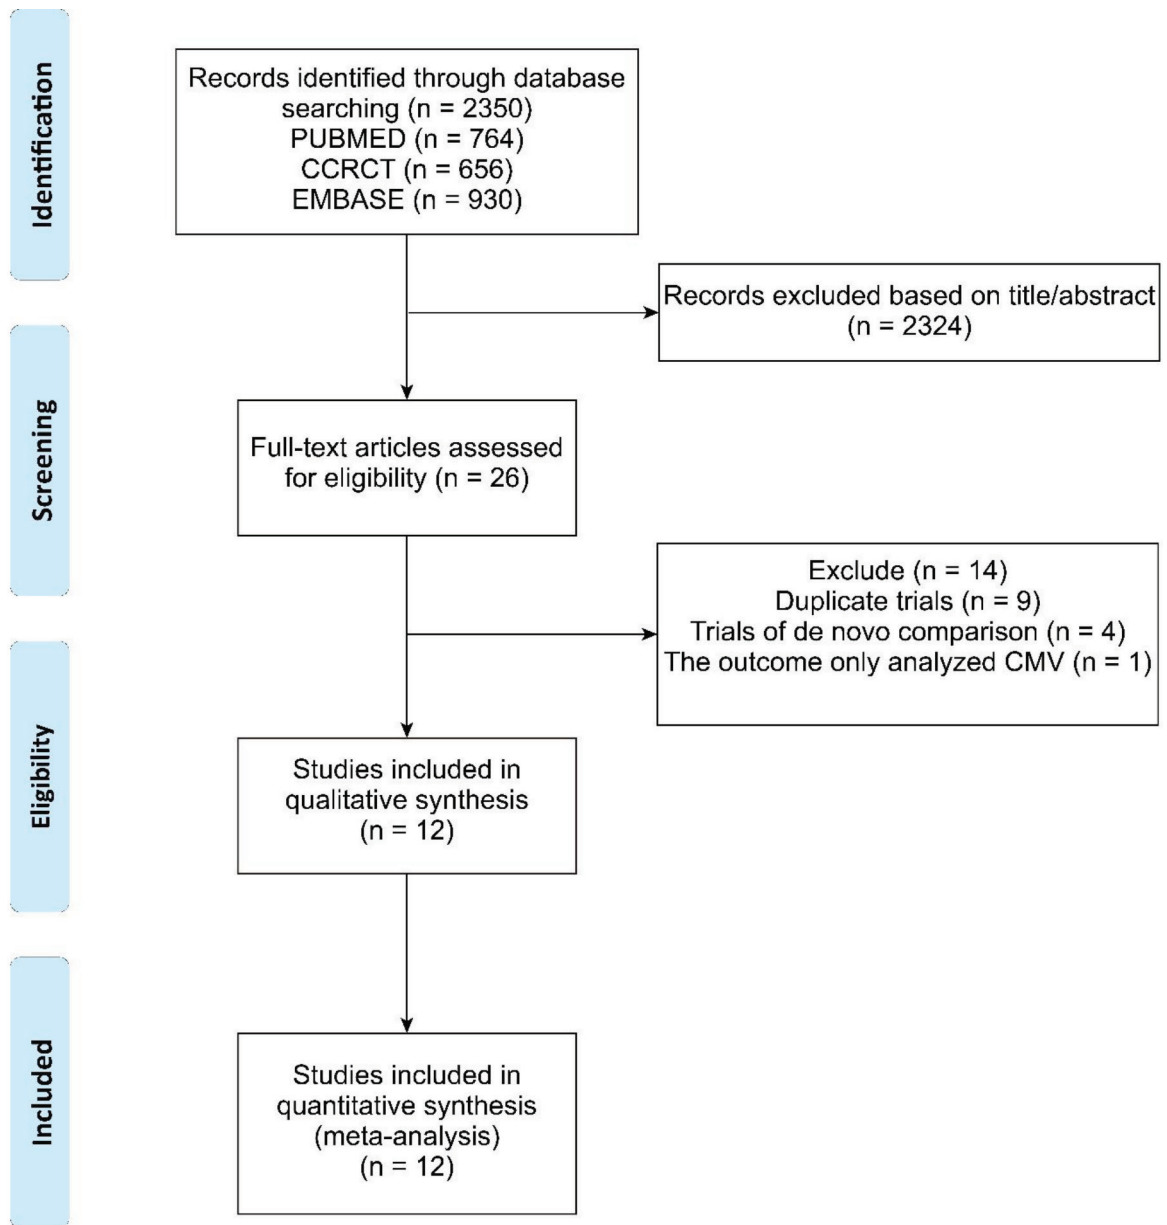 Identification
Records identified through database
searching (n = 2350)
PUBMED (n = 764)
CCRCT (n = 656)
EMBASE (n = 930)
Records excluded based on title/abstract
(n = 2324)
Screening
Full-text articles assessed
for eligibility (n = 26)
Exclude (n = 14)
Duplicate trials (n = 9)
Trials of de novo comparison (n = 4)
The outcome only analyzed CMV (n = 1)
Eligibility
Studies included in
qualitative synthesis
(n = 12)
Included
Studies included in
quantitative synthesis
(meta-analysis)
(n = 12)